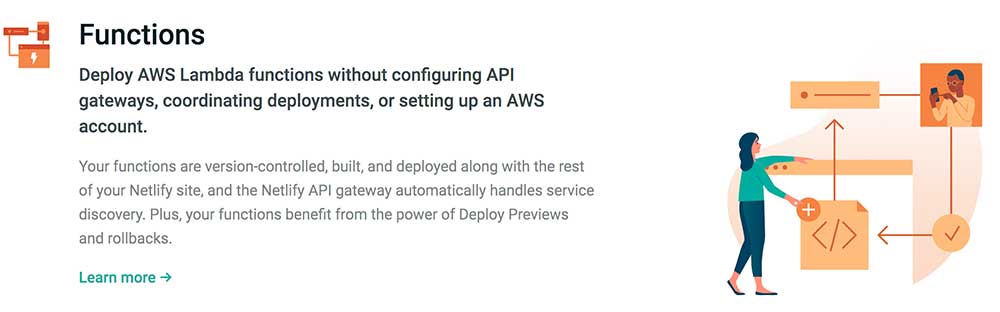 Functions
Deploy AWS Lambda functions without configuring API
gateways, coordinating deployments, or setting up an AWS
account.
Your functions are version-controlled, built, and deployed along with the rest
of your Netlify site, and the Netlify API gateway automatically handles service
discovery. Plus, your functions benefit from the power of Deploy Previews
and rollbacks.
Learn more →